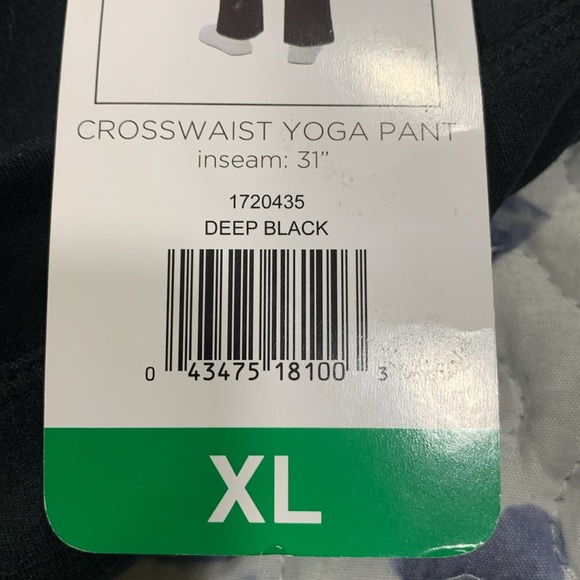 CROSSWAIST YOGA PANT
inseam: 31”
1720435
DEEP BLACK
0 43475 18100 3
XL